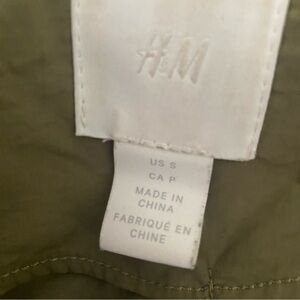 H&M
US S
CA P
MADE IN
CHINA
FABRIQUÉ EN
CHINE